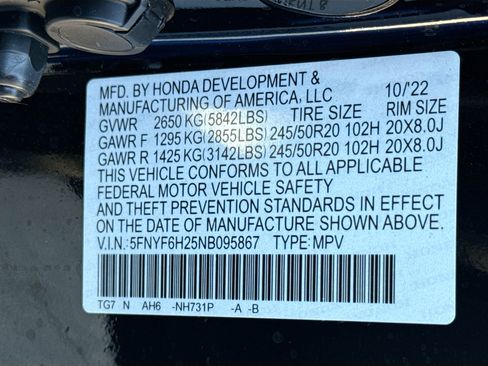 MFD. BY HONDA DEVELOPMENT &
MANUFACTURING OF AMERICA, LLC 10/'22
GVWR 2650 KG(5842LBS) TIRE SIZE RIM SIZE
GAWR F 1295 KG(2855LBS) 245/50R20 102H 20X8.0J
GAWR R 1425 KG(3142LBS) 245/50R20 102H 20X8.0J
THIS VEHICLE CONFORMS TO ALL APPLICABLE
FEDERAL MOTOR VEHICLE SAFETY
AND THEFT PREVENTION STANDARDS IN EFFECT
ON THE DATE OF MANUFACTURE SHOWN ABOVE.
V.I.N: 5FNYF6H25NB095867 TYPE: MPV
TG7 N AH6 -NH731P -A -B